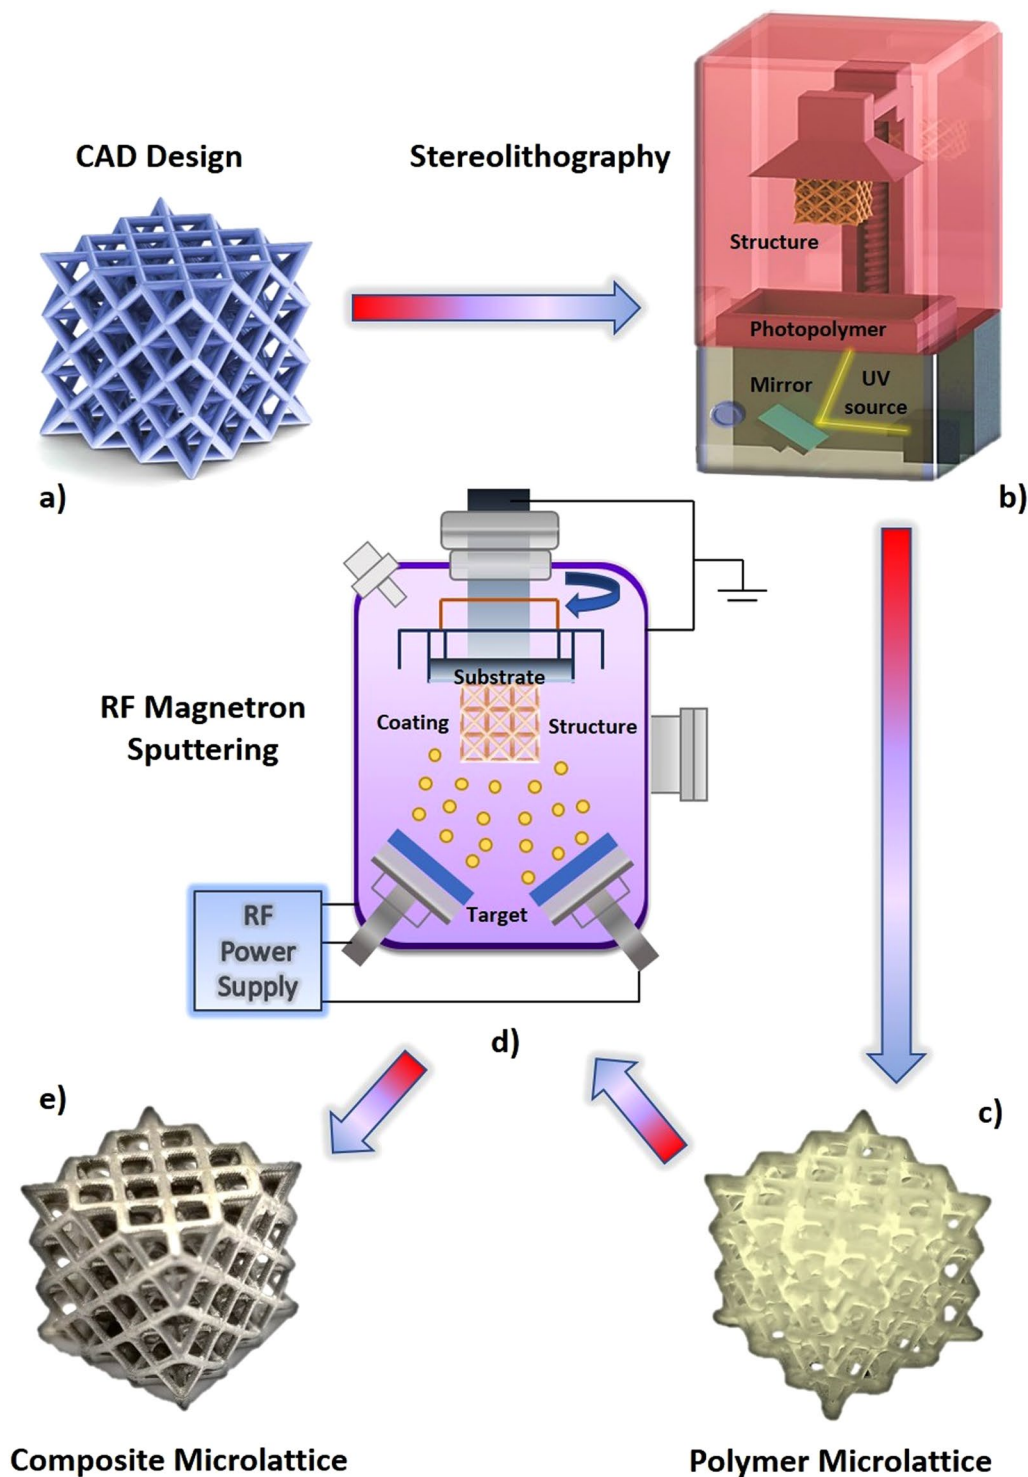 CAD Design
Stereolithography
Structure
Photopolymer
Mirror
UV
source
a)
b)
Substrate
Coating
Structure
RF Magnetron
Sputtering
Target
RF
Power
Supply
d)
e)
c)
Composite Microlattice
Polymer Microlattice